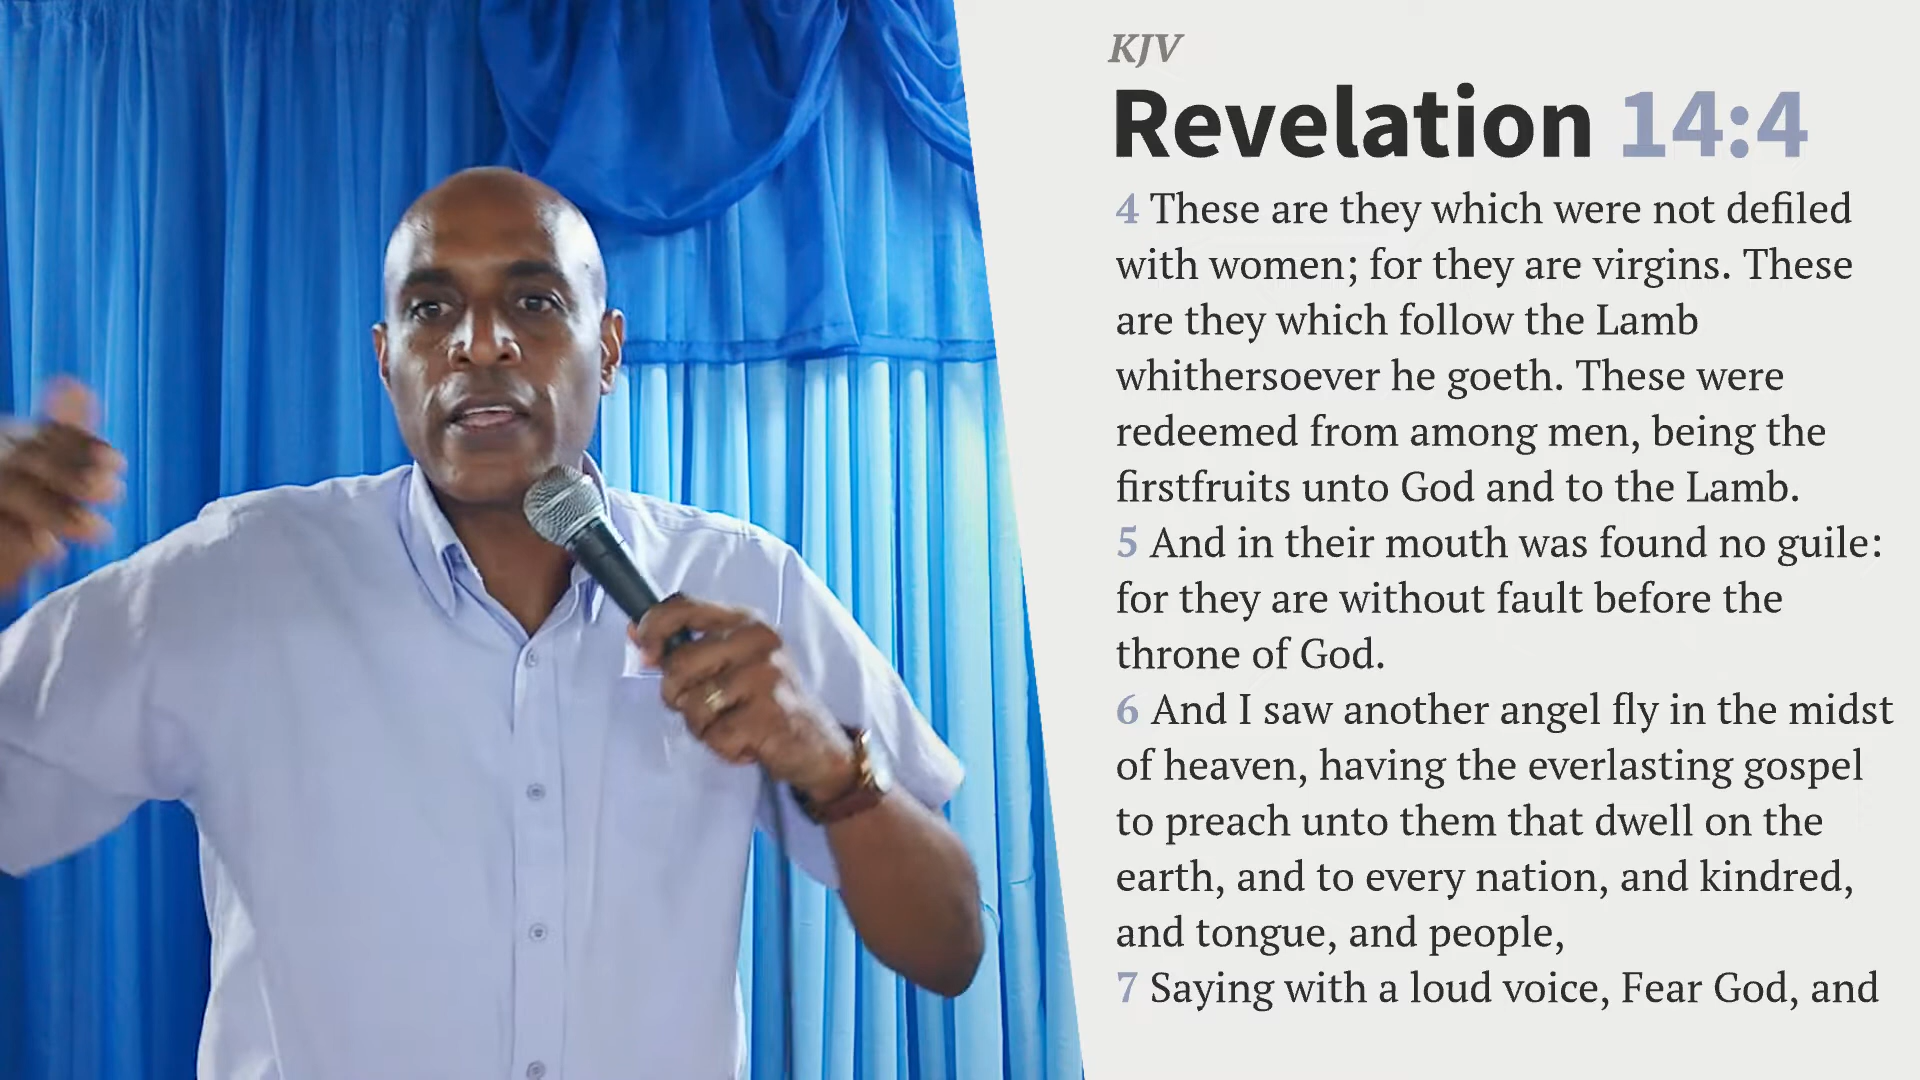 KJV
Revelation 14:4
4 These are they which were not defiled
with women; for they are virgins. These
are they which follow the Lamb
whithersoever he goeth. These were
redeemed from among men, being the
firstfruits unto God and to the Lamb.
5 And in their mouth was found no guile:
for they are without fault before the
throne of God.
6 And I saw another angel fly in the midst
of heaven, having the everlasting gospel
to preach unto them that dwell on the
earth, and to every nation, and kindred,
and tongue, and people,
7 Saying with a loud voice, Fear God, and